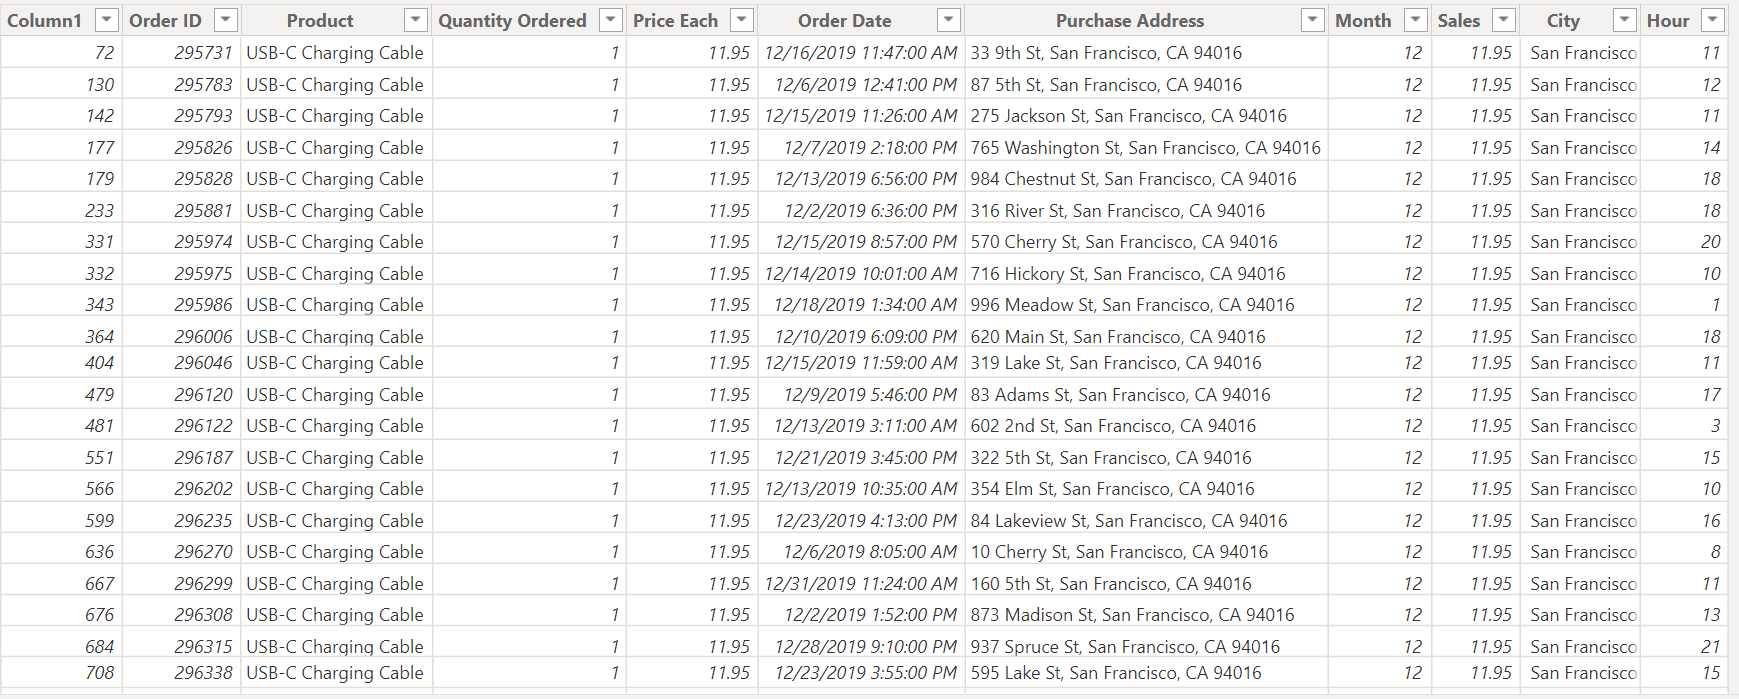 Column1 Order ID Product Quantity Ordered Price Each Order Date Purchase Address Month Sales City Hour
72 295731 USB-C Charging Cable 1 11.95 12/16/2019 11:47:00 AM 33 9th St, San Francisco, CA 94016 12 11.95 San Francisco 11
130 295783 USB-C Charging Cable 1 11.95 12/6/2019 12:41:00 PM 87 5th St, San Francisco, CA 94016 12 11.95 San Francisco 12
142 295793 USB-C Charging Cable 1 11.95 12/15/2019 11:26:00 AM 275 Jackson St, San Francisco, CA 94016 12 11.95 San Francisco 11
177 295826 USB-C Charging Cable 1 11.95 12/7/2019 2:18:00 PM 765 Washington St, San Francisco, CA 94016 12 11.95 San Francisco 14
179 295828 USB-C Charging Cable 1 11.95 12/13/2019 6:56:00 PM 984 Chestnut St, San Francisco, CA 94016 12 11.95 San Francisco 18
233 295881 USB-C Charging Cable 1 11.95 12/2/2019 6:36:00 PM 316 River St, San Francisco, CA 94016 12 11.95 San Francisco 18
331 295974 USB-C Charging Cable 1 11.95 12/15/2019 8:57:00 PM 570 Cherry St, San Francisco, CA 94016 12 11.95 San Francisco 20
332 295975 USB-C Charging Cable 1 11.95 12/14/2019 10:01:00 AM 716 Hickory St, San Francisco, CA 94016 12 11.95 San Francisco 10
343 295986 USB-C Charging Cable 1 11.95 12/18/2019 1:34:00 AM 996 Meadow St, San Francisco, CA 94016 12 11.95 San Francisco 1
364 296006 USB-C Charging Cable 1 11.95 12/10/2019 6:09:00 PM 620 Main St, San Francisco, CA 94016 12 11.95 San Francisco 18
404 296046 USB-C Charging Cable 1 11.95 12/15/2019 11:59:00 AM 319 Lake St, San Francisco, CA 94016 12 11.95 San Francisco 11
479 296120 USB-C Charging Cable 1 11.95 12/9/2019 5:46:00 PM 83 Adams St, San Francisco, CA 94016 12 11.95 San Francisco 17
481 296122 USB-C Charging Cable 1 11.95 12/13/2019 3:11:00 AM 602 2nd St, San Francisco, CA 94016 12 11.95 San Francisco 3
551 296187 USB-C Charging Cable 1 11.95 12/21/2019 3:45:00 PM 322 5th St, San Francisco, CA 94016 12 11.95 San Francisco 15
566 296202 USB-C Charging Cable 1 11.95 12/13/2019 10:35:00 AM 354 Elm St, San Francisco, CA 94016 12 11.95 San Francisco 10
599 296235 USB-C Charging Cable 1 11.95 12/23/2019 4:13:00 PM 84 Lakeview St, San Francisco, CA 94016 12 11.95 San Francisco 16
636 296270 USB-C Charging Cable 1 11.95 12/6/2019 8:05:00 AM 10 Cherry St, San Francisco, CA 94016 12 11.95 San Francisco 8
667 296299 USB-C Charging Cable 1 11.95 12/31/2019 11:24:00 AM 160 5th St, San Francisco, CA 94016 12 11.95 San Francisco 11
676 296308 USB-C Charging Cable 1 11.95 12/2/2019 1:52:00 PM 873 Madison St, San Francisco, CA 94016 12 11.95 San Francisco 13
684 296315 USB-C Charging Cable 1 11.95 12/28/2019 9:10:00 PM 937 Spruce St, San Francisco, CA 94016 12 11.95 San Francisco 21
708 296338 USB-C Charging Cable 1 11.95 12/23/2019 3:55:00 PM 595 Lake St, San Francisco, CA 94016 12 11.95 San Francisco 15